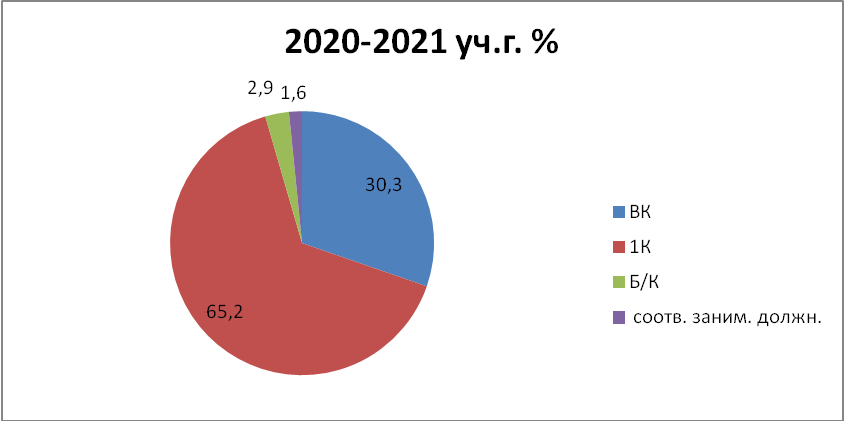 2020-2021 уч.г. %
2,9
1,6
30,3
65,2
ВК
1К
Б/К
соотв. заним. должн.